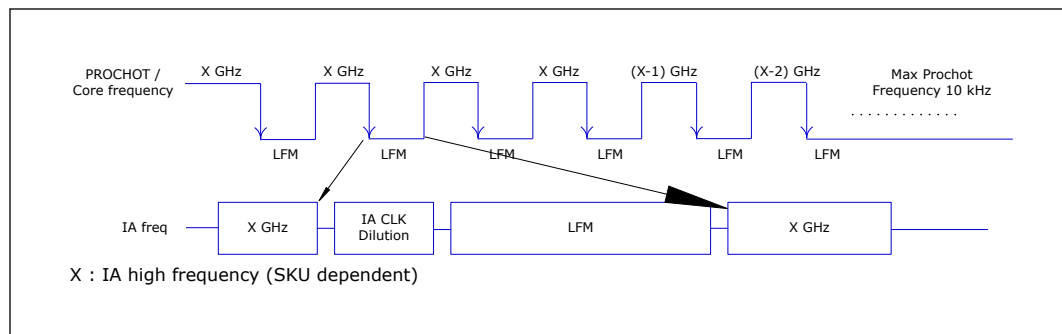 PROCHOT /
Core frequency
X GHz
X GHz
X GHz
X GHz
(X-1) GHz
(X-2) GHz
Max Prochot
Frequency 10 kHz
. . . . . . . . . . . . .
LFM
LFM
LFM
LFM
LFM
LFM
IA freq
X GHz
IA CLK
Dilution
LFM
X GHz
X : IA high frequency (SKU dependent)